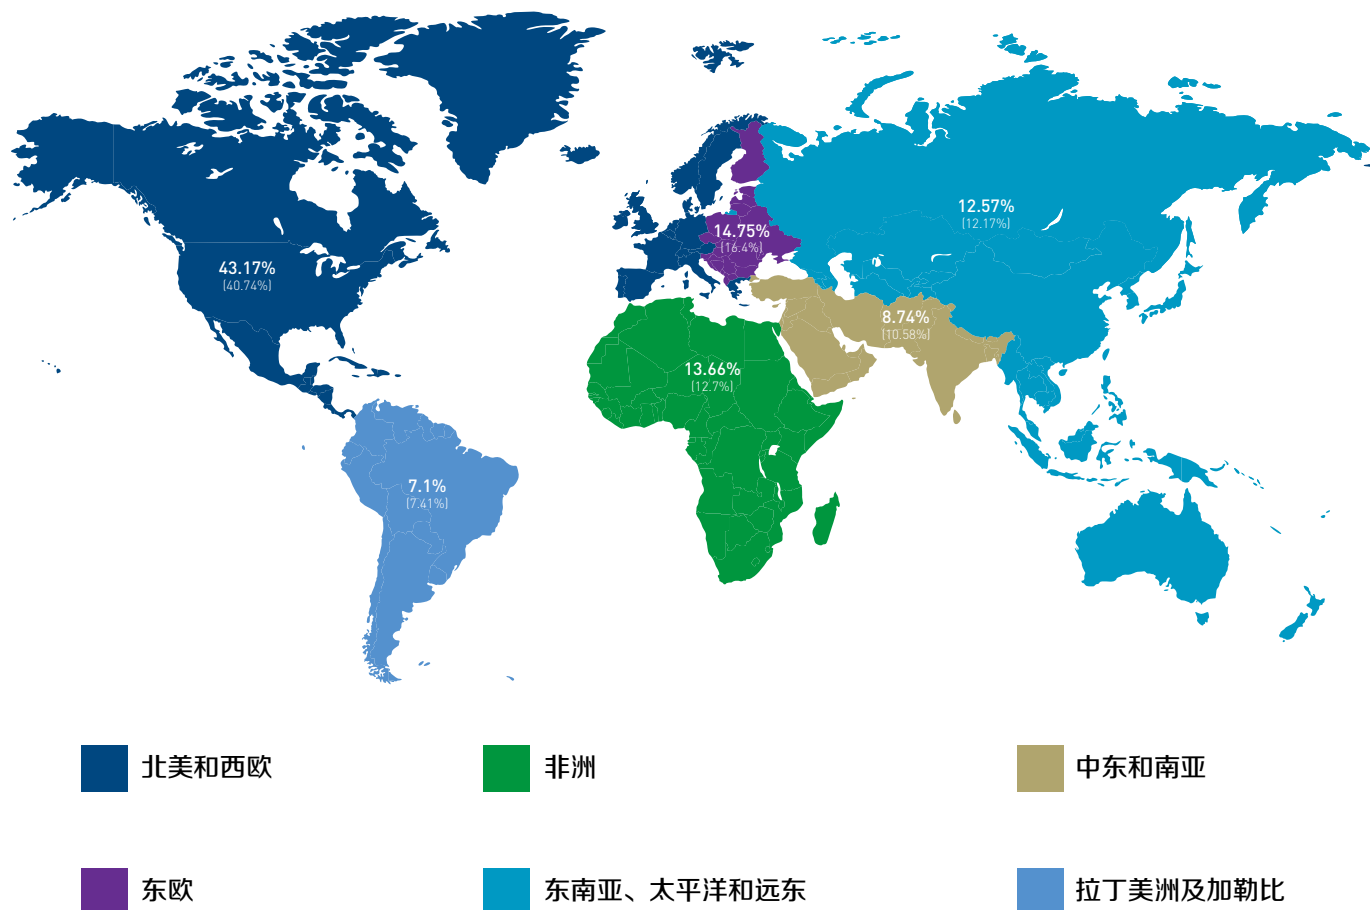 12.57%
(12.17%)
14.75%
(16.4%)
43.17%
(40.74%)
8.74%
(10.58%)
13.66%
(12.7%)
7.1%
(7.41%)
北美和西欧
非洲
中东和南亚
东欧
东南亚、太平洋和远东
拉丁美洲及加勒比